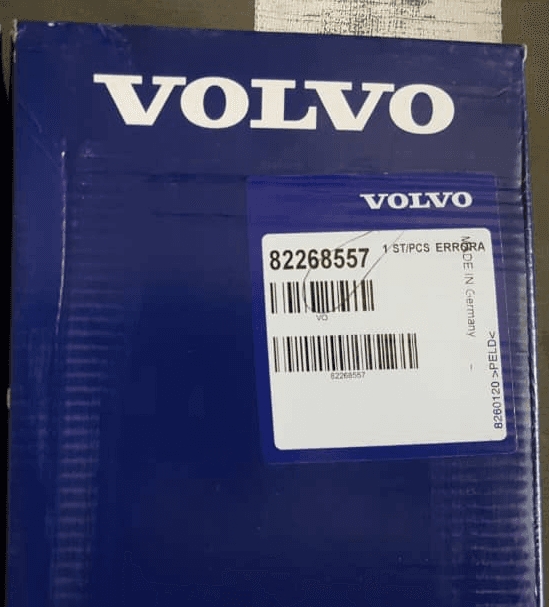 VOLVO
VOLVO
82268557 1 ST/PCS ERRORA
VO
82268557
MADE IN Germany -
8260120 >PELD<